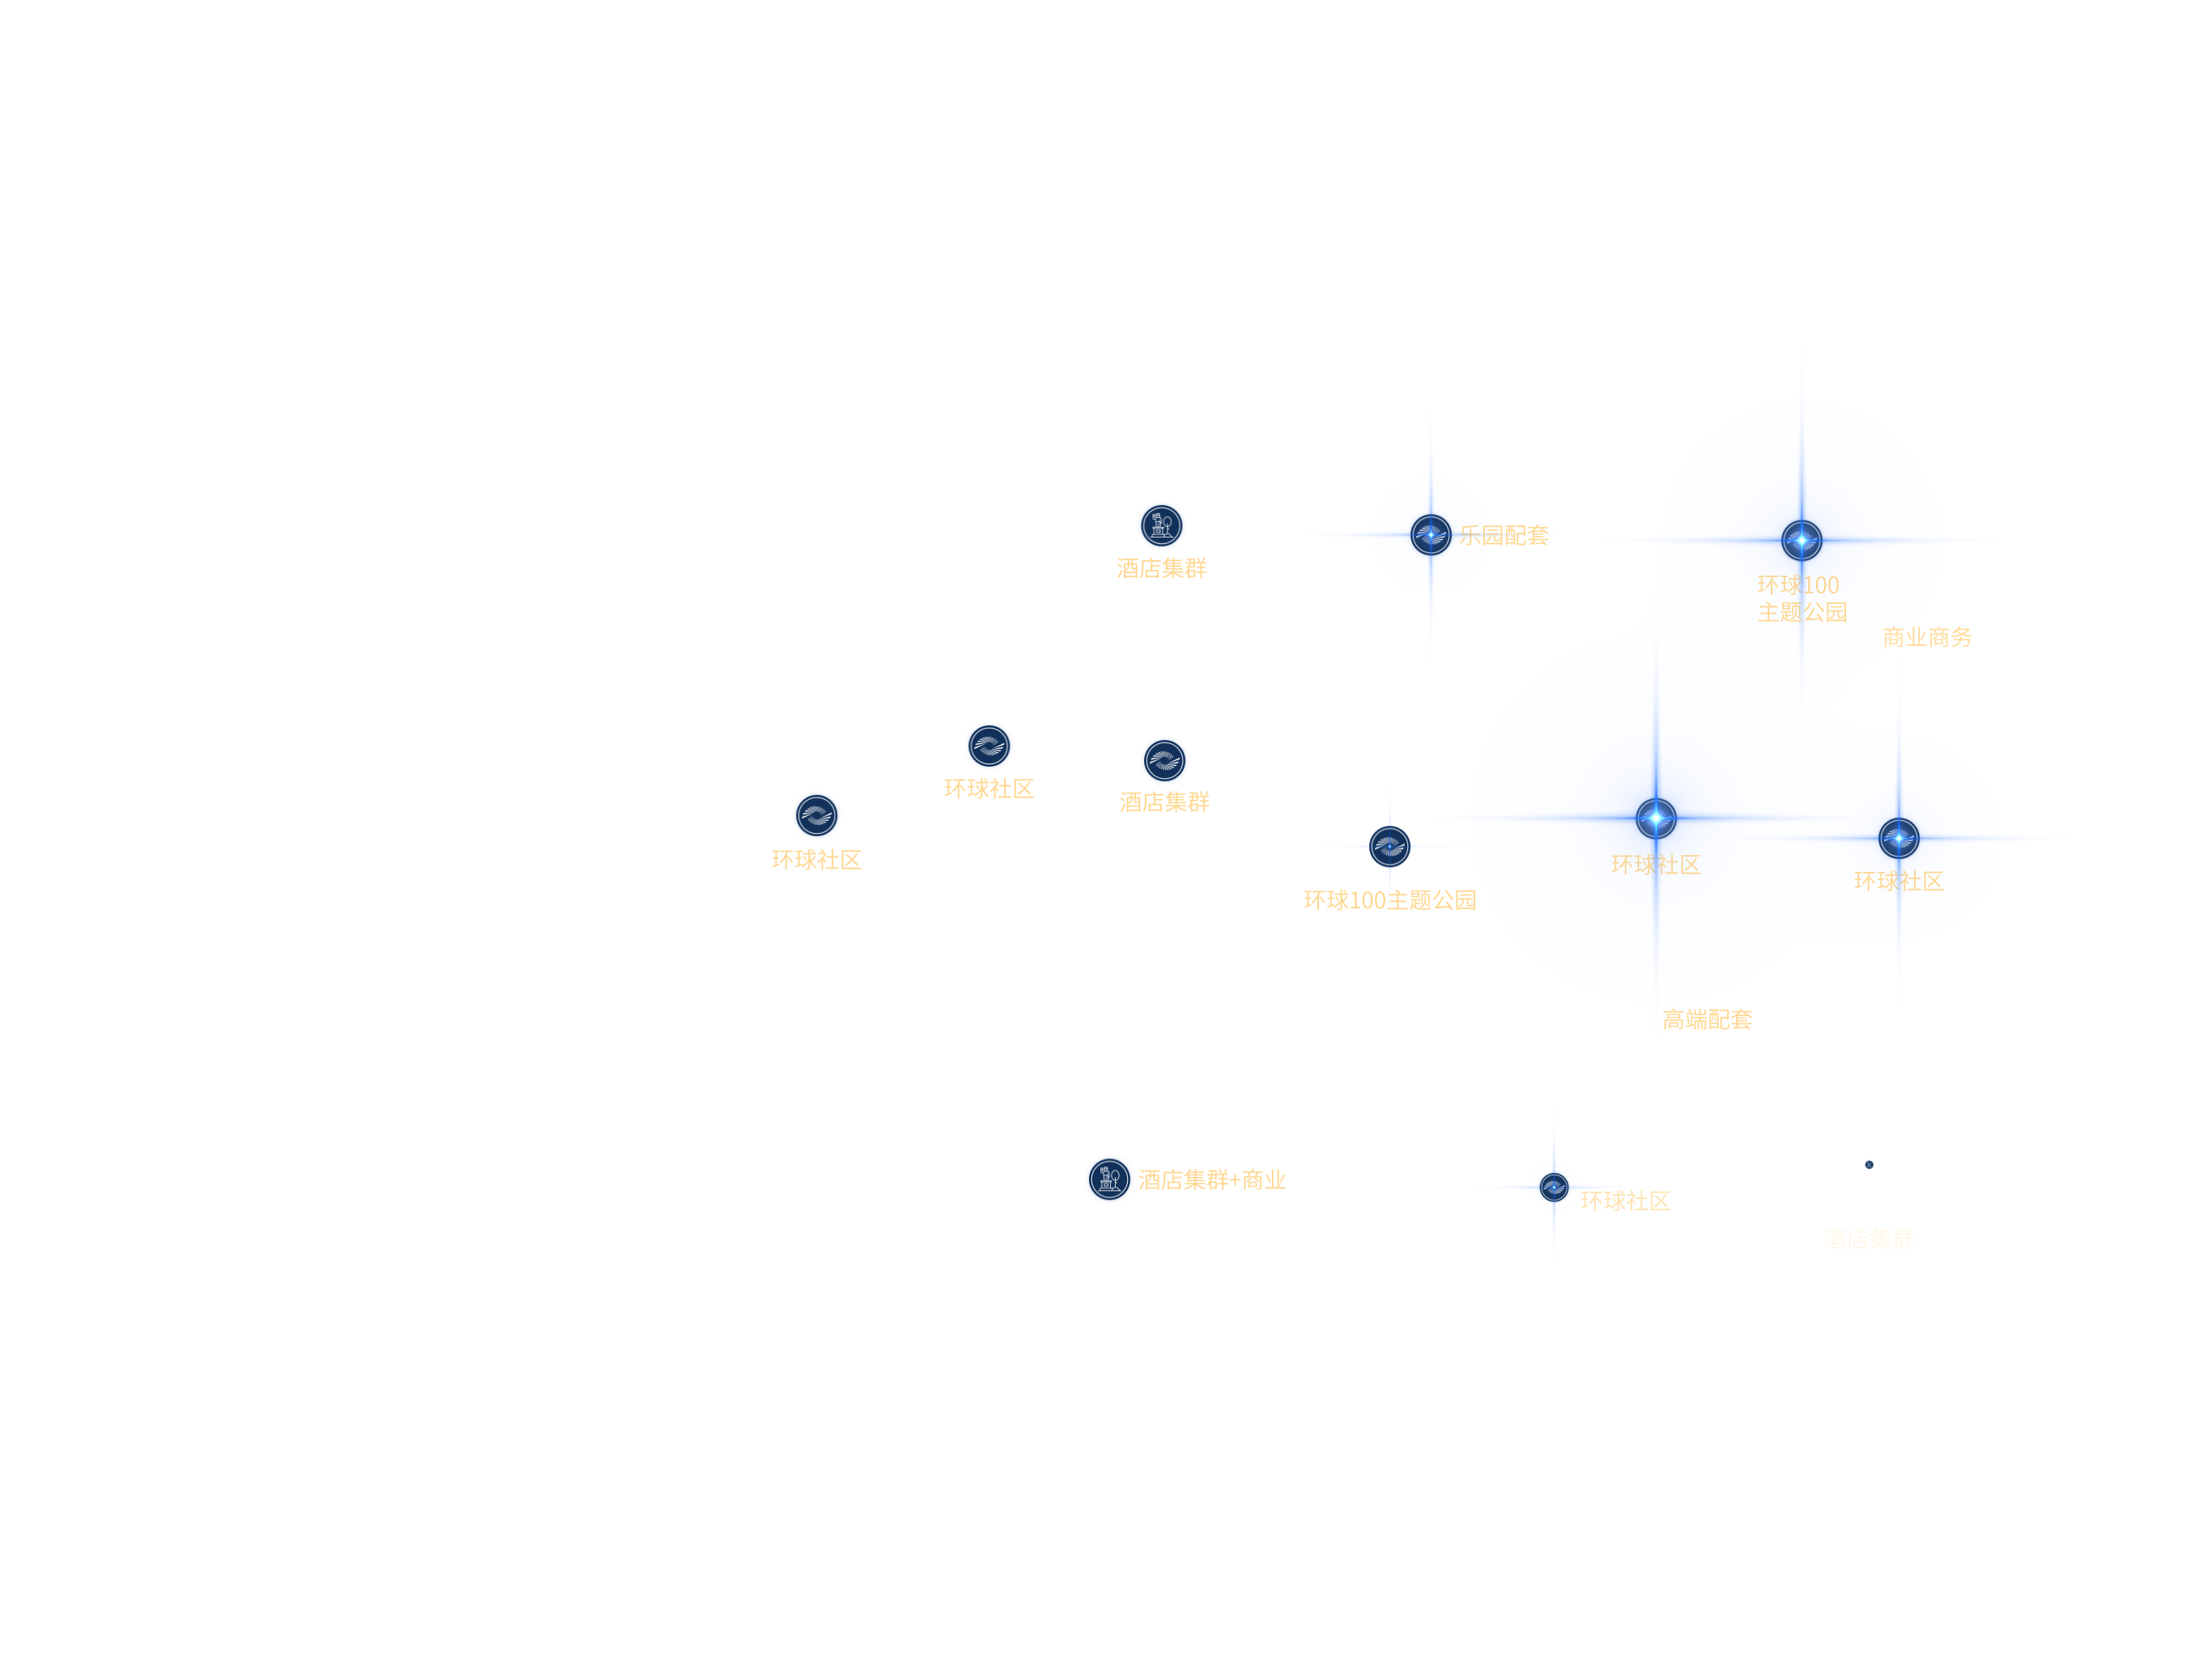 乐园配套
酒店集群
环球100
主题公园
商业商务
环球社区
酒店集群
环球社区
环球社区
环球社区
环球100主题公园
高端配套
酒店集群+商业
环球社区
酒店集群